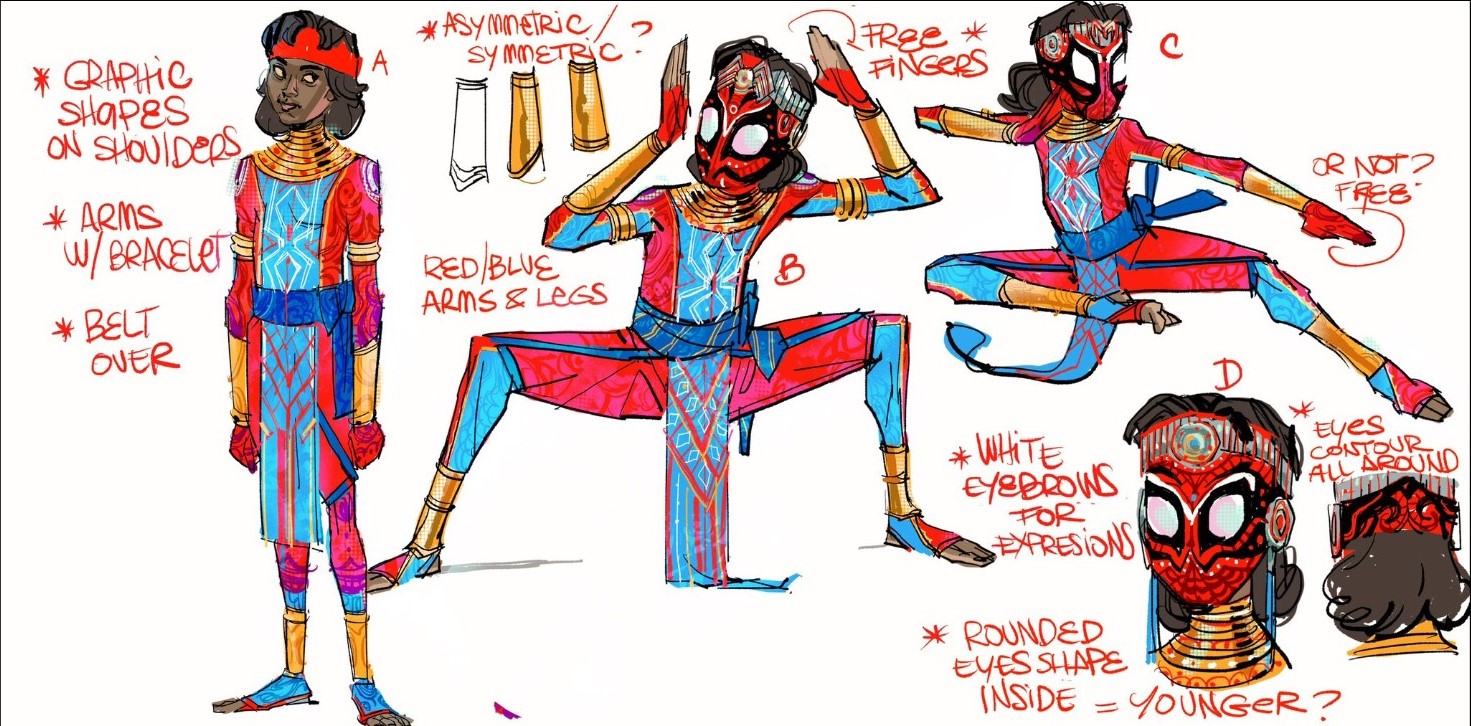 * GRAPHIC
SHAPES
ON SHOULDERS
* ARMS
W/ BRACELET
* BELT
OVER
A
* ASYMMETRIC/
SYMMETRIC?
RED/BLUE
ARMS & LEGS
B
FREE *
FINGERS
C
OR NOT?
FREE
D
* WHITE
EYEBROWS
FOR
EXPRESIONS
* EYES
CONTOUR
ALL AROUND
* ROUNDED
EYES SHAPE
INSIDE = YOUNGER?